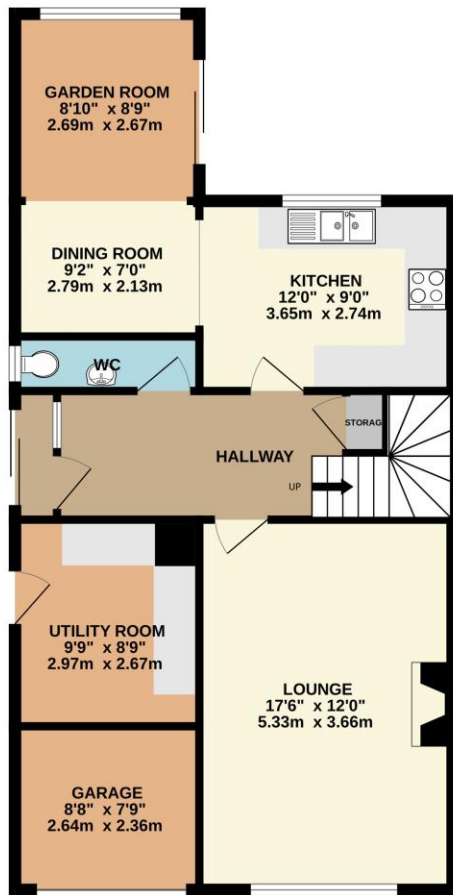 GARDEN ROOM
8'10" x 8'9"
2.69m x 2.67m
DINING ROOM
9'2" x 7'0"
2.79m x 2.13m
KITCHEN
12'0" x 9'0"
3.65m x 2.74m
WC
STORAG
HALLWAY
UP
UTILITY ROOM
9'9" x 8'9"
2.97m x 2.67m
LOUNGE
17'6" x 12'0"
5.33m x 3.66m
GARAGE
8'8" x 7'9"
2.64m x 2.36m